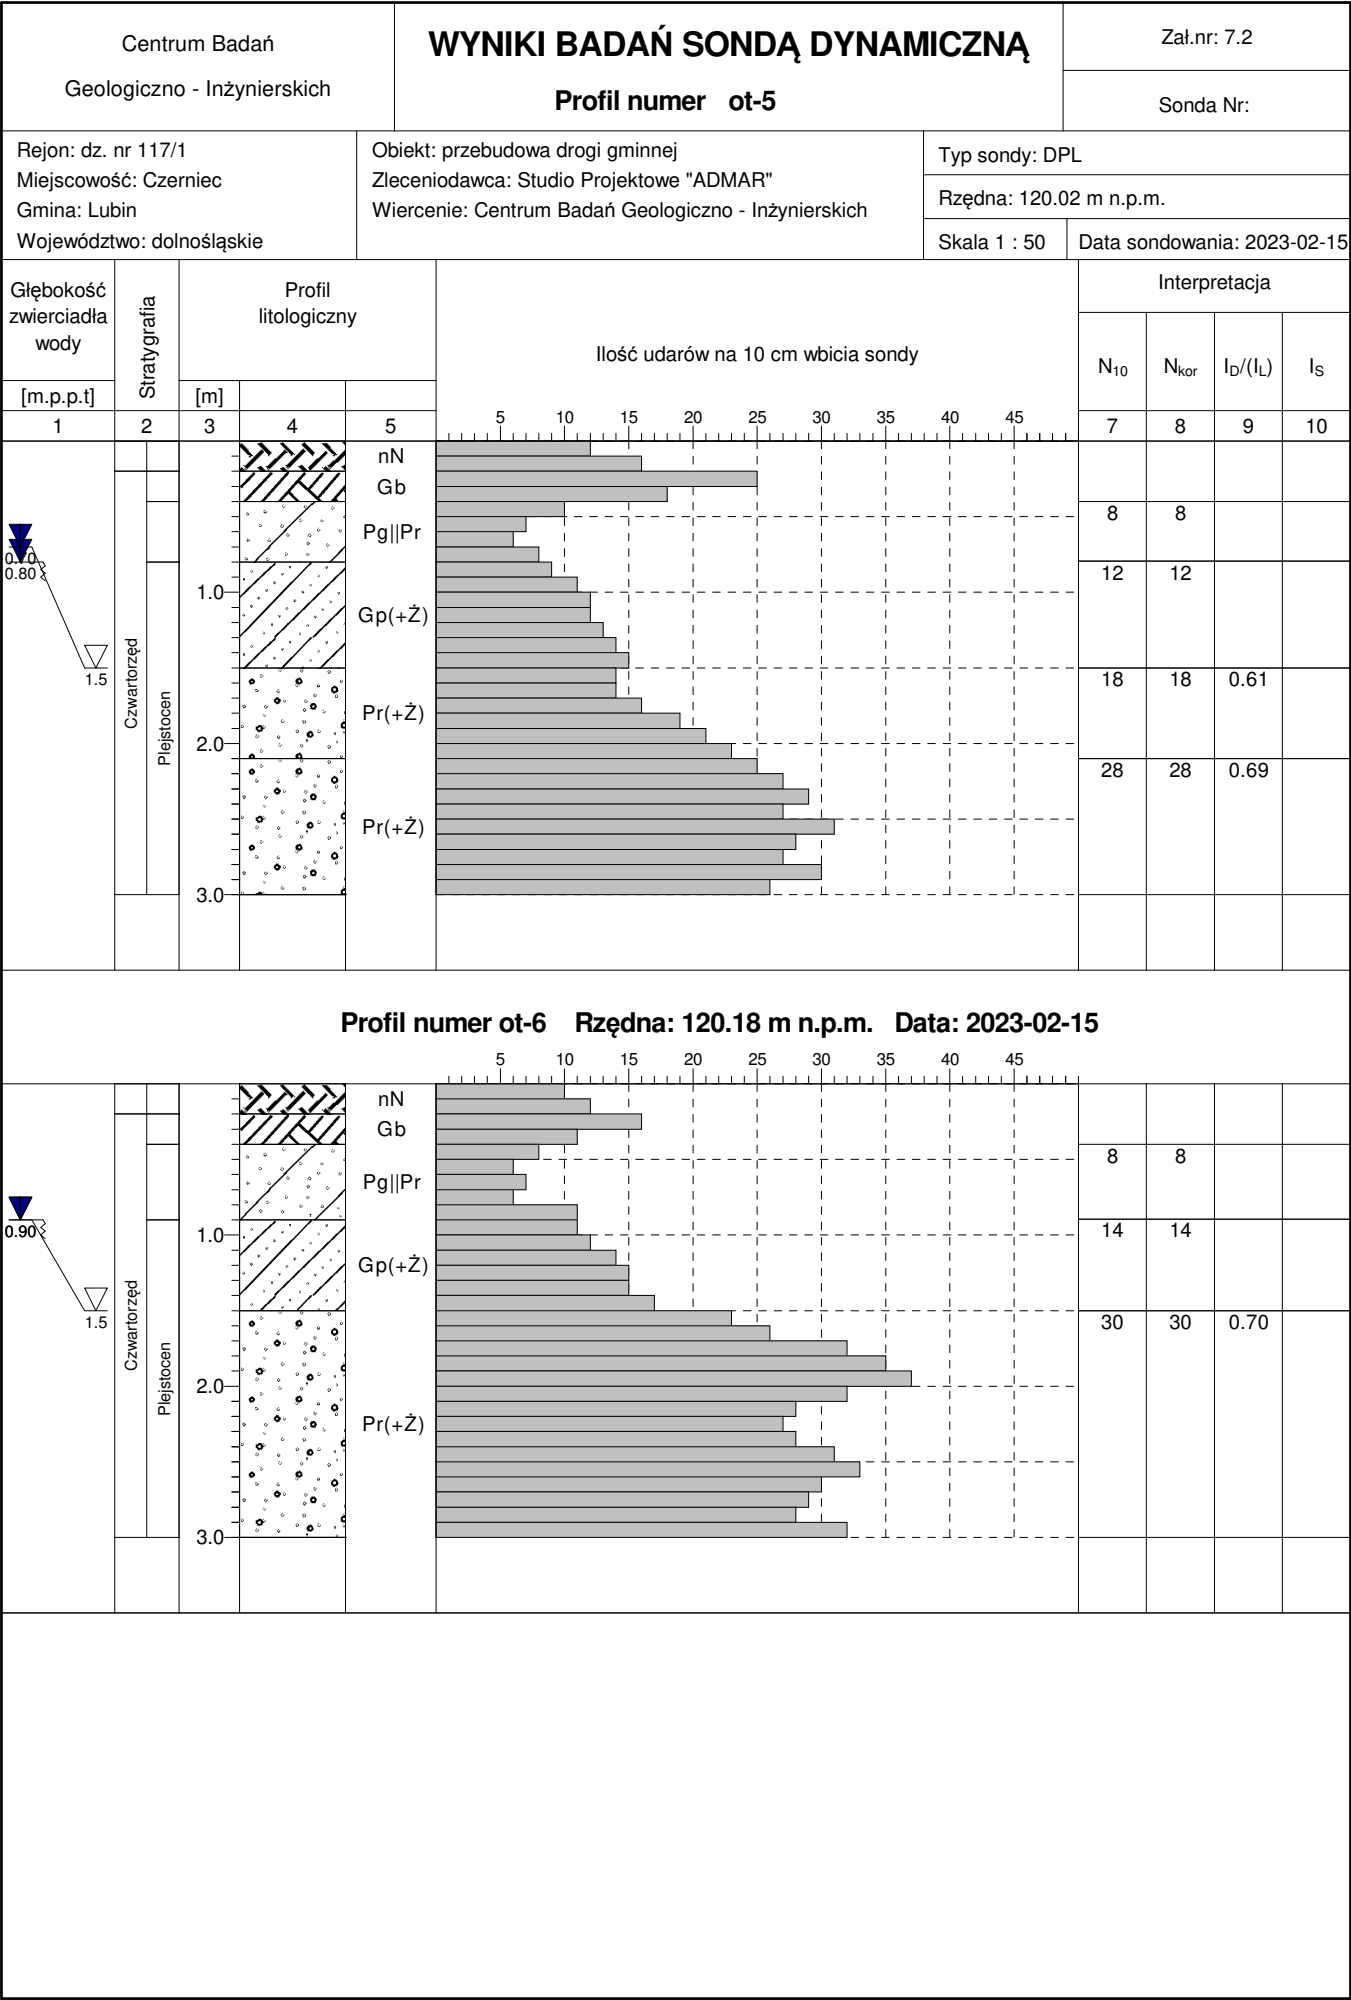 Centrum Badań
Geologiczno - Inżynierskich
WYNIKI BADAŃ SONDĄ DYNAMICZNĄ
Profil numer ot-5
Zał.nr: 7.2
Sonda Nr:
Rejon: dz. nr 117/1
Miejscowość: Czerniec
Gmina: Lubin
Województwo: dolnośląskie
Obiekt: przebudowa drogi gminnej
Zleceniodawca: Studio Projektowe "ADMAR"
Wiercenie: Centrum Badań Geologiczno - Inżynierskich
Typ sondy: DPL
Rzędna: 120.02 m n.p.m.
Skala 1 : 50
Data sondowania: 2023-02-15
Głębokość
zwierciadła
wody
[m.p.p.t]
Stratygrafia
Profil
litologiczny
[m]
Ilość udarów na 10 cm wbicia sondy
Interpretacja
N10 Nkor ID/(IL) IS
5 10 15 20 25 30 35 40 45
1 2 3 4 5 7 8 9 10
nN
Gb
8 8
Pg||Pr
0.80
12 12
1.0
Gp(+Ż)
1.5
18 18 0.61
Czwartorzęd
Plejstocen
Pr(+Ż)
2.0
28 28 0.69
Pr(+Ż)
3.0
Profil numer ot-6 Rzędna: 120.18 m n.p.m. Data: 2023-02-15
5 10 15 20 25 30 35 40 45
nN
Gb
8 8
Pg||Pr
0.90
14 14
1.0
Gp(+Ż)
1.5
30 30 0.70
Czwartorzęd
Plejstocen
2.0
Pr(+Ż)
3.0